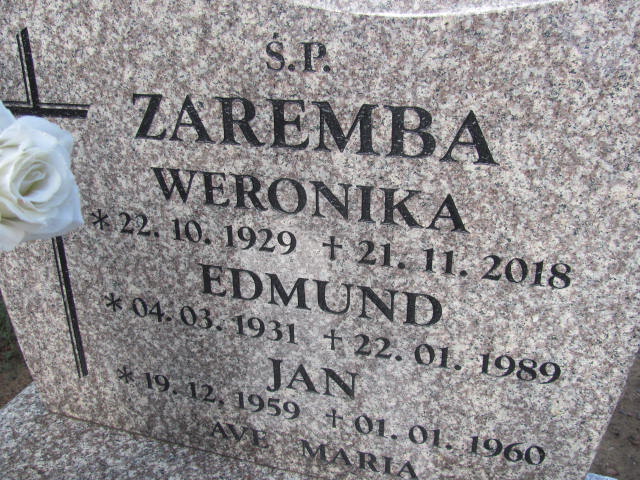 Ś.P.
ZAREMBA
WERONIKA
* 22. 10. 1929 † 21. 11. 2018
EDMUND
* 04. 03. 1931 † 22. 01. 1989
JAN
* 19. 12. 1959 † 01. 01. 1960
AVE MARIA